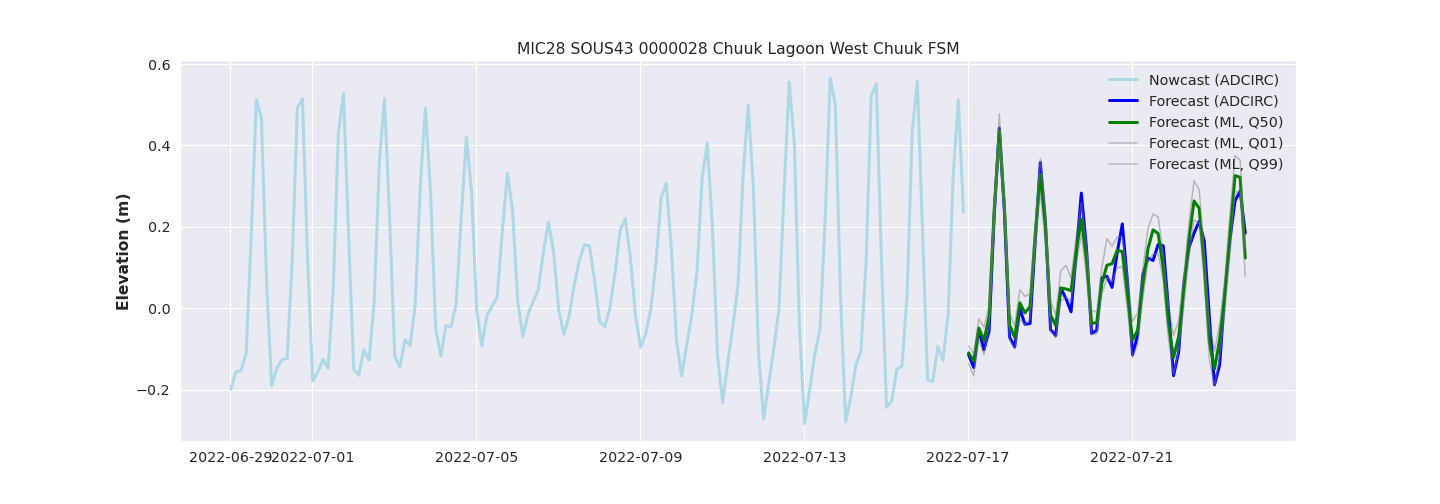 MIC28 SOUS43 0000028 Chuuk Lagoon West Chuuk FSM
Elevation (m)
0.6
0.4
0.2
0.0
−0.2
Nowcast (ADCIRC)
Forecast (ADCIRC)
Forecast (ML, Q50)
Forecast (ML, Q01)
Forecast (ML, Q99)
2022-06-29 2022-07-01 2022-07-05 2022-07-09 2022-07-13 2022-07-17 2022-07-21